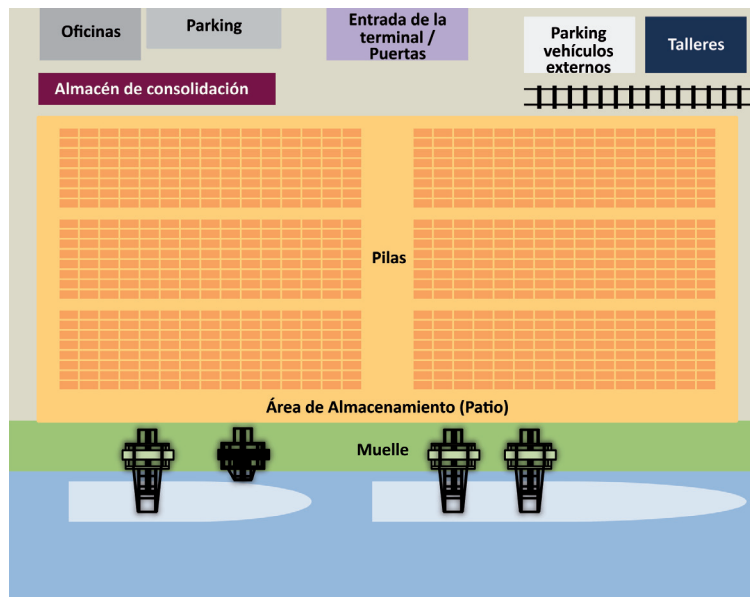 Oficinas
Parking
Entrada de la
terminal /
Puertas
Parking
vehículos
externos
Talleres
Almacén de consolidación
Pilas
Área de Almacenamiento (Patio)
Muelle